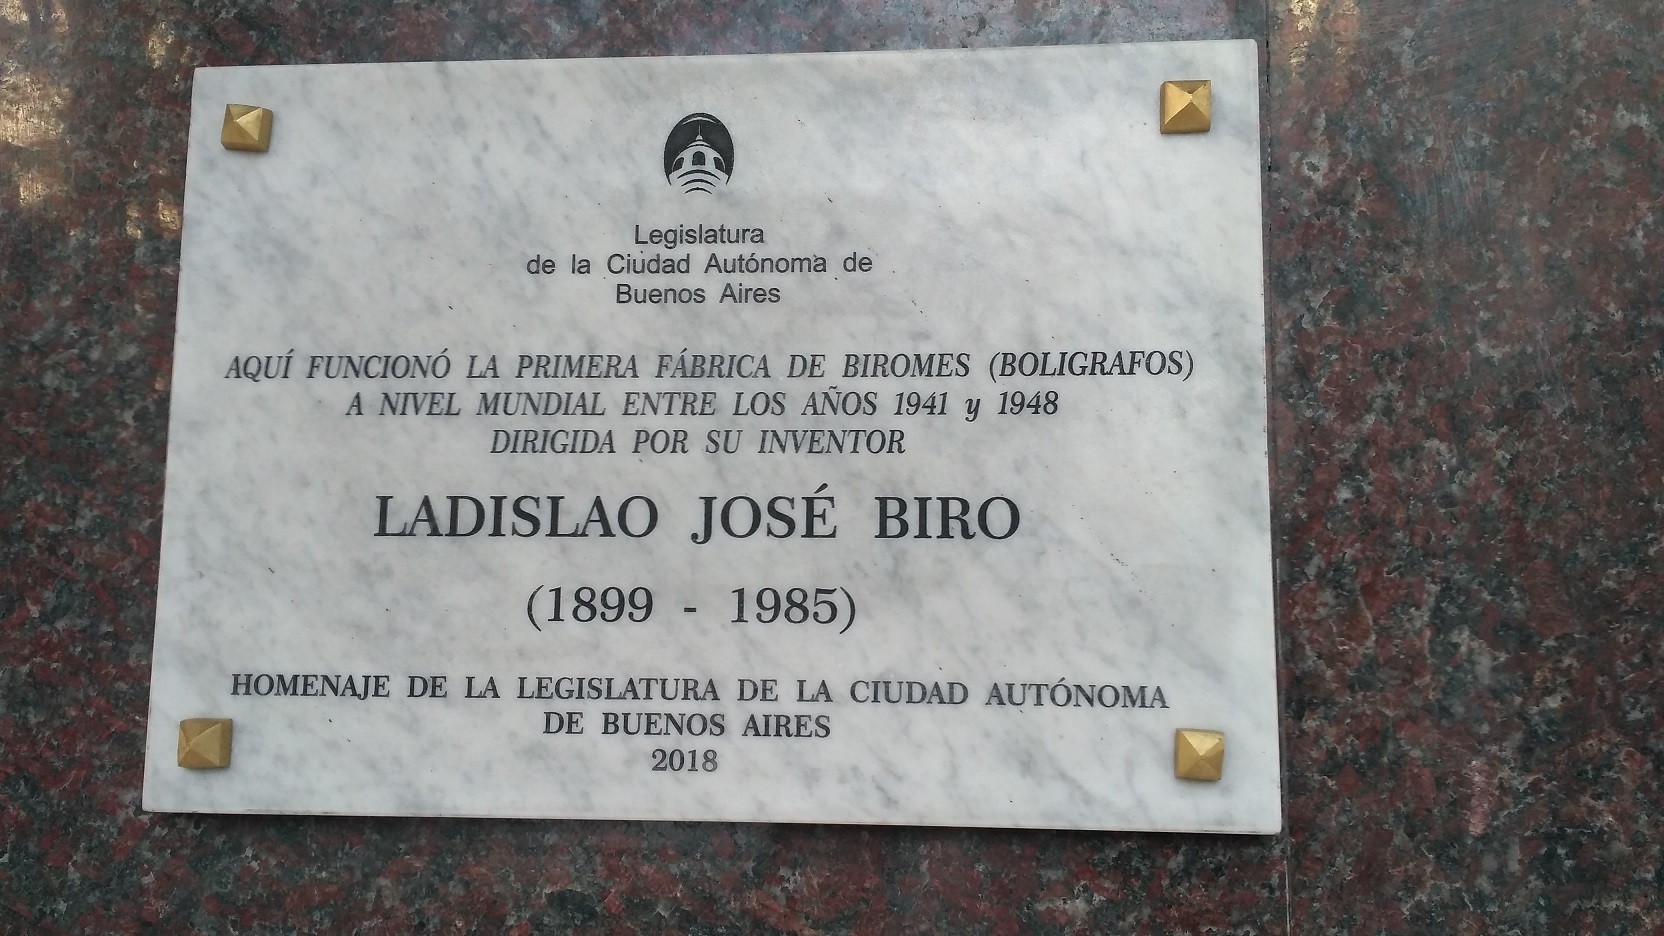 Legislatura
de la Ciudad Autónoma de
Buenos Aires
AQUÍ FUNCIONÓ LA PRIMERA FÁBRICA DE BIROMES (BOLIGRAFOS)
A NIVEL MUNDIAL ENTRE LOS AÑOS 1941 y 1948
DIRIGIDA POR SU INVENTOR
LADISLAO JOSÉ BIRO
(1899 - 1985)
HOMENAJE DE LA LEGISLATURA DE LA CIUDAD AUTÓNOMA
DE BUENOS AIRES
2018